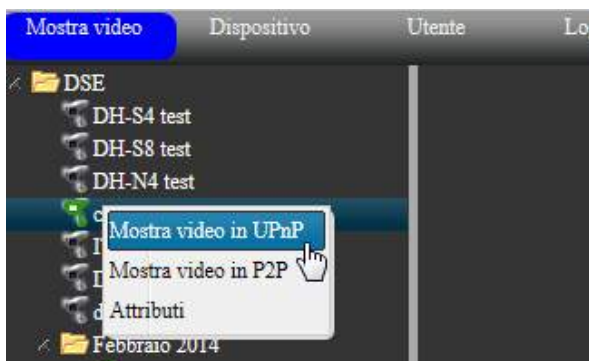 Mostra video Dispositivo Utente Lo
DSE
DH-S4 test
DH-S8 test
DH-N4 test
Mostra video in UPnP
Mostra video in P2P
Attributi
Febbraio 2014